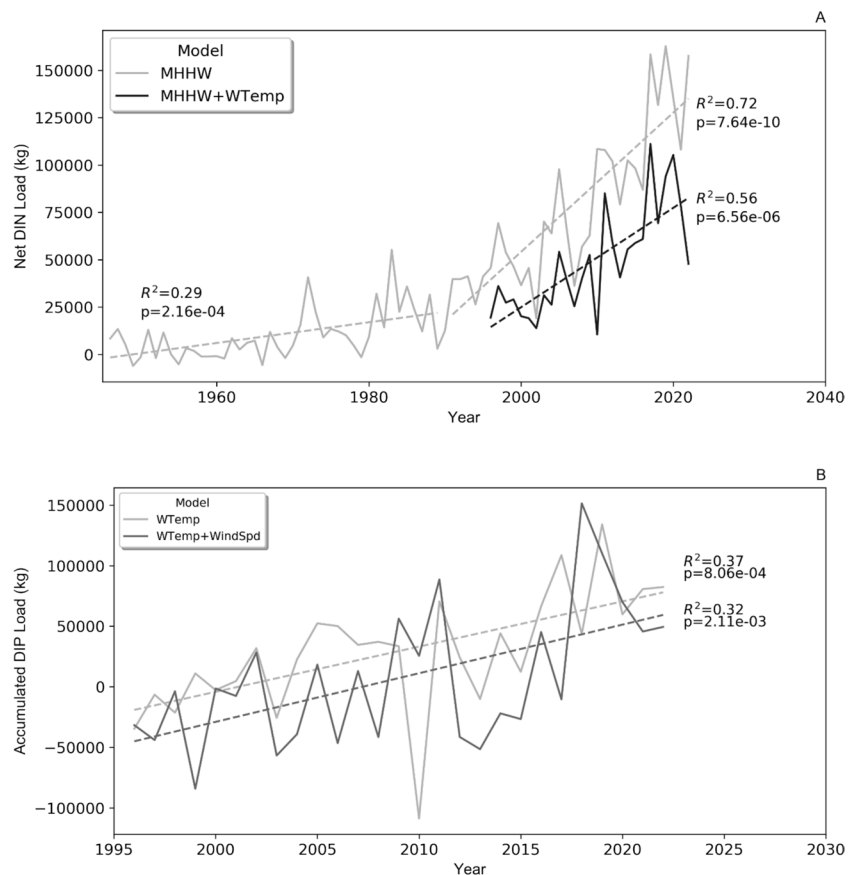 A
Model
MHHW
MHHW+WTemp
150000
125000
100000
75000
50000
25000
0
Net DIN Load (kg)
R²=0.72
p=7.64e-10
R²=0.56
p=6.56e-06
R²=0.29
p=2.16e-04
1960
1980
2000
2020
2040
Year
B
Model
WTemp
WTemp+WindSpd
150000
100000
50000
0
−50000
−100000
Accumulated DIP Load (kg)
R²=0.37
p=8.06e-04
R²=0.32
p=2.11e-03
1995
2000
2005
2010
2015
2020
2025
2030
Year